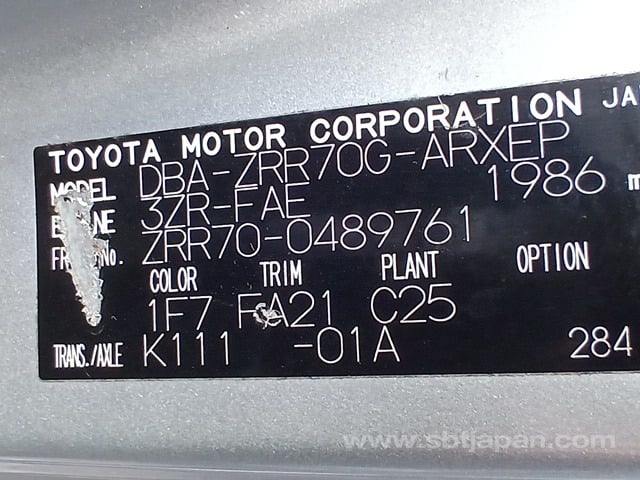 TOYOTA MOTOR CORPORATION JA
MODEL DBA-ZRR70G-ARXEP
3ZR-FAE 1986 m
No. ZRR70-0489761
COLOR TRIM PLANT OPTION
1F7 FA21 C25
TRANS./AXLE K111 -01A 284
www.sbtjapan.com